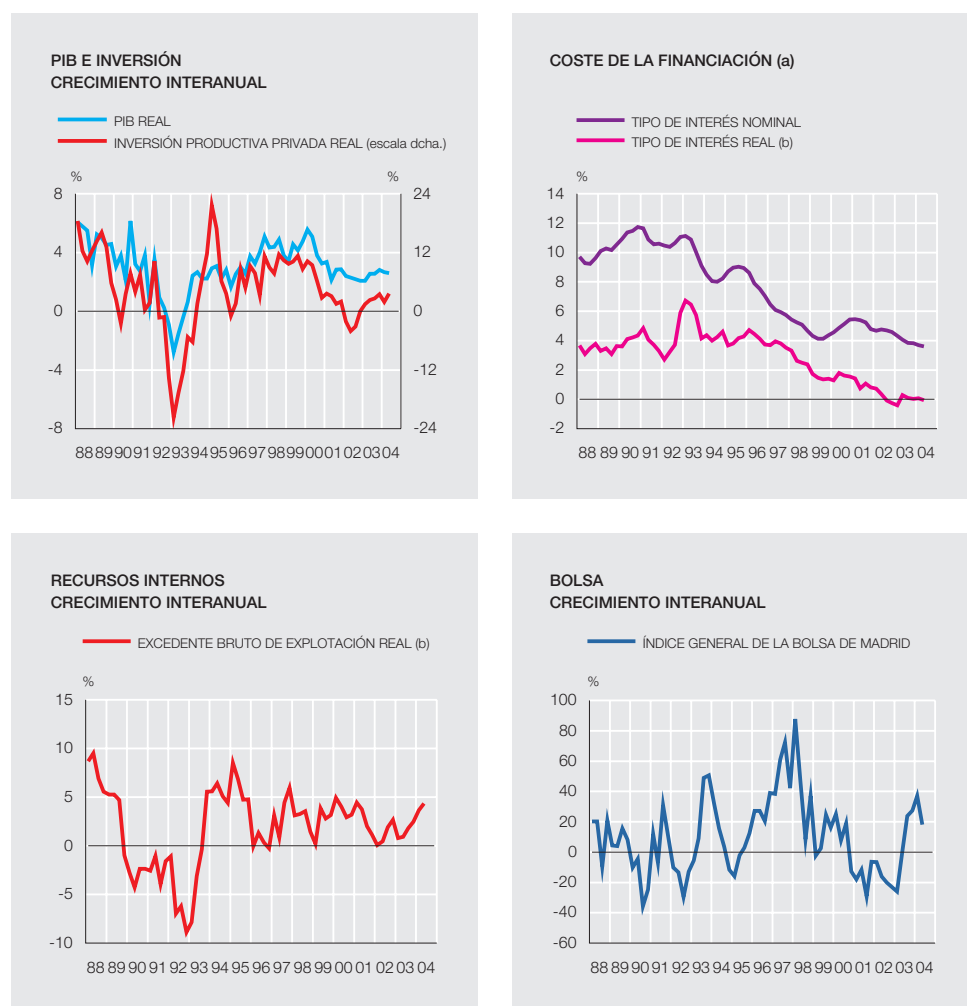 PIB E INVERSIÓN
CRECIMIENTO INTERANUAL
PIB REAL
INVERSIÓN PRODUCTIVA PRIVADA REAL (escala dcha.)
% %
8 24
4 12
0 0
-4 -12
-8 -24
88 89 90 91 92 93 94 95 96 97 98 99 00 01 02 03 04
COSTE DE LA FINANCIACIÓN (a)
TIPO DE INTERÉS NOMINAL
TIPO DE INTERÉS REAL (b)
%
14
12
10
8
6
4
2
0
-2
88 89 90 91 92 93 94 95 96 97 98 99 00 01 02 03 04
RECURSOS INTERNOS
CRECIMIENTO INTERANUAL
EXCEDENTE BRUTO DE EXPLOTACIÓN REAL (b)
%
15
10
5
0
-5
-10
88 89 90 91 92 93 94 95 96 97 98 99 00 01 02 03 04
BOLSA
CRECIMIENTO INTERANUAL
ÍNDICE GENERAL DE LA BOLSA DE MADRID
%
100
80
60
40
20
0
-20
-40
-60
88 89 90 91 92 93 94 95 96 97 98 99 00 01 02 03 04